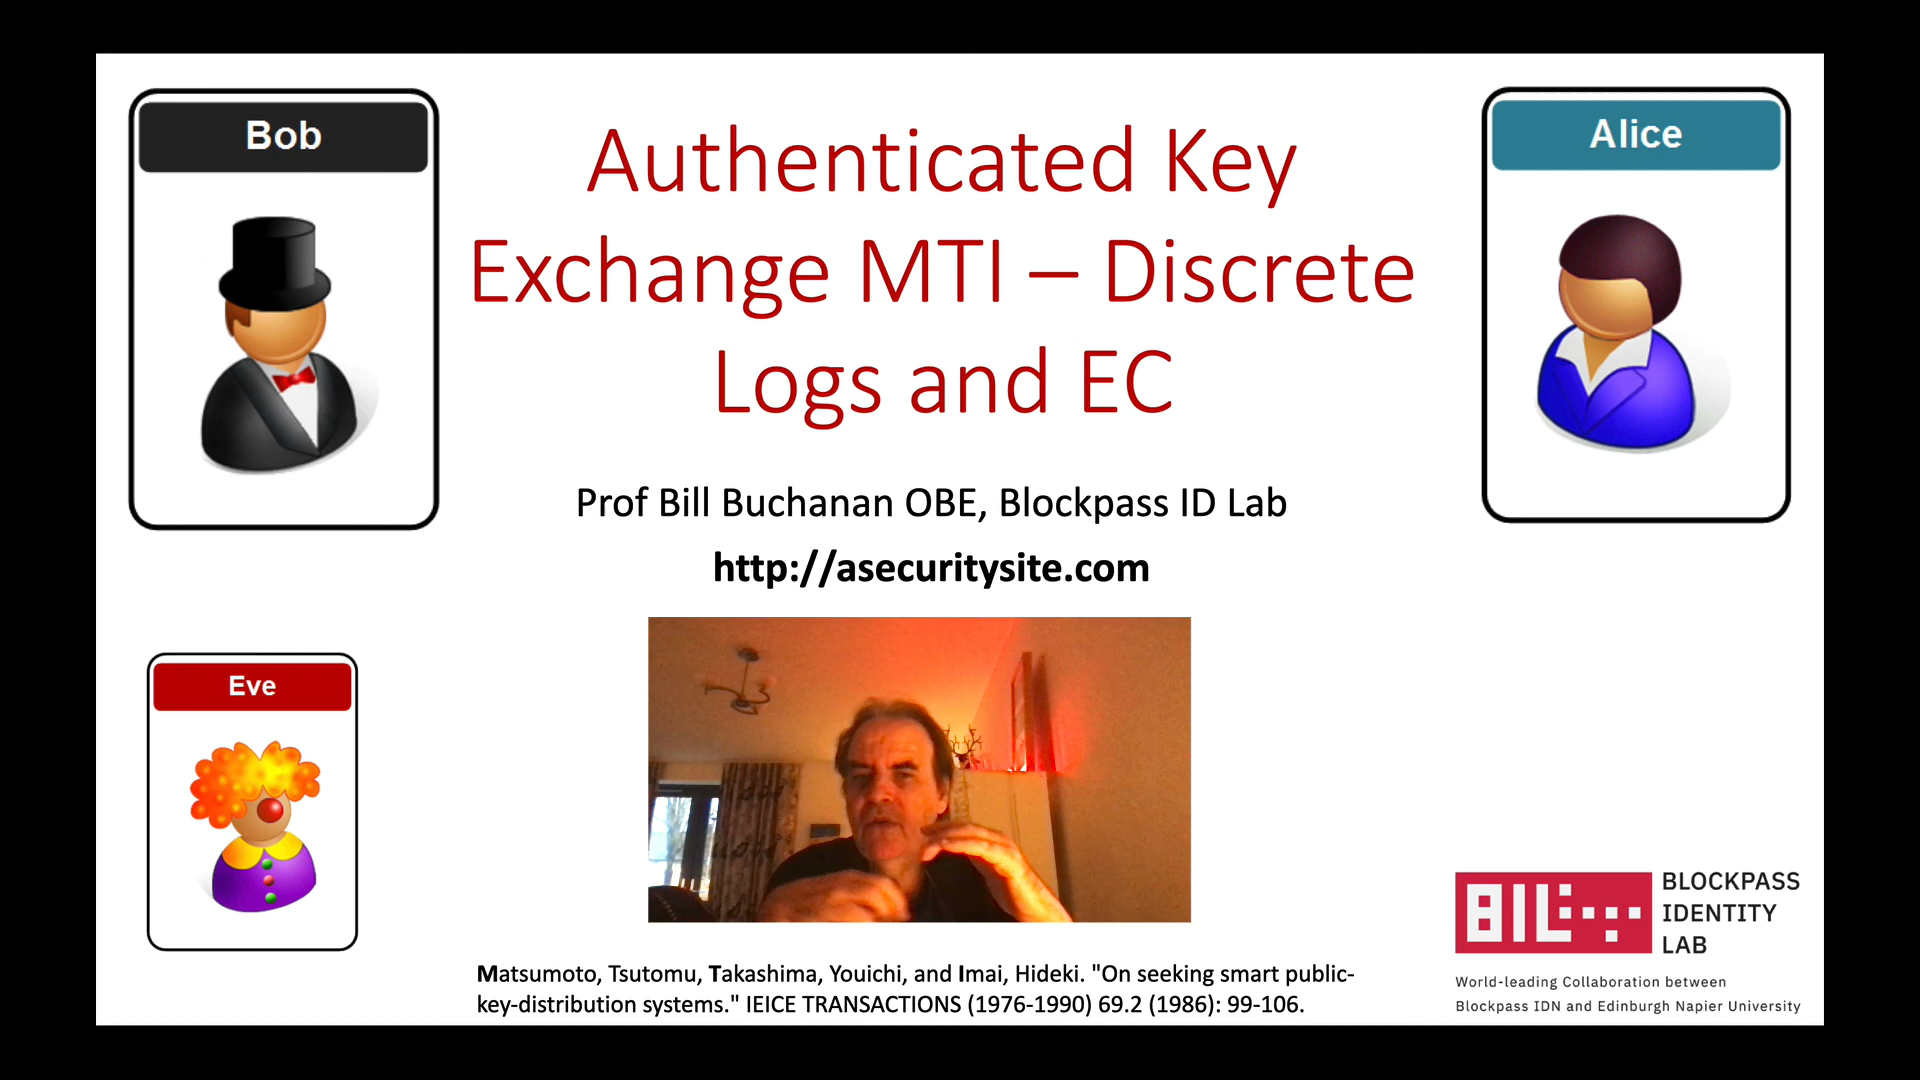 Bob
Authenticated Key
Exchange MTI – Discrete
Logs and EC
Alice
Prof Bill Buchanan OBE, Blockpass ID Lab
http://asecuritysite.com
Eve
Matsumoto, Tsutomu, Takashima, Youichi, and Imai, Hideki. "On seeking smart public-
key-distribution systems." IEICE TRANSACTIONS (1976-1990) 69.2 (1986): 99-106.
BIL
BLOCKPASS
IDENTITY
LAB
World-leading Collaboration between
Blockpass IDN and Edinburgh Napier University